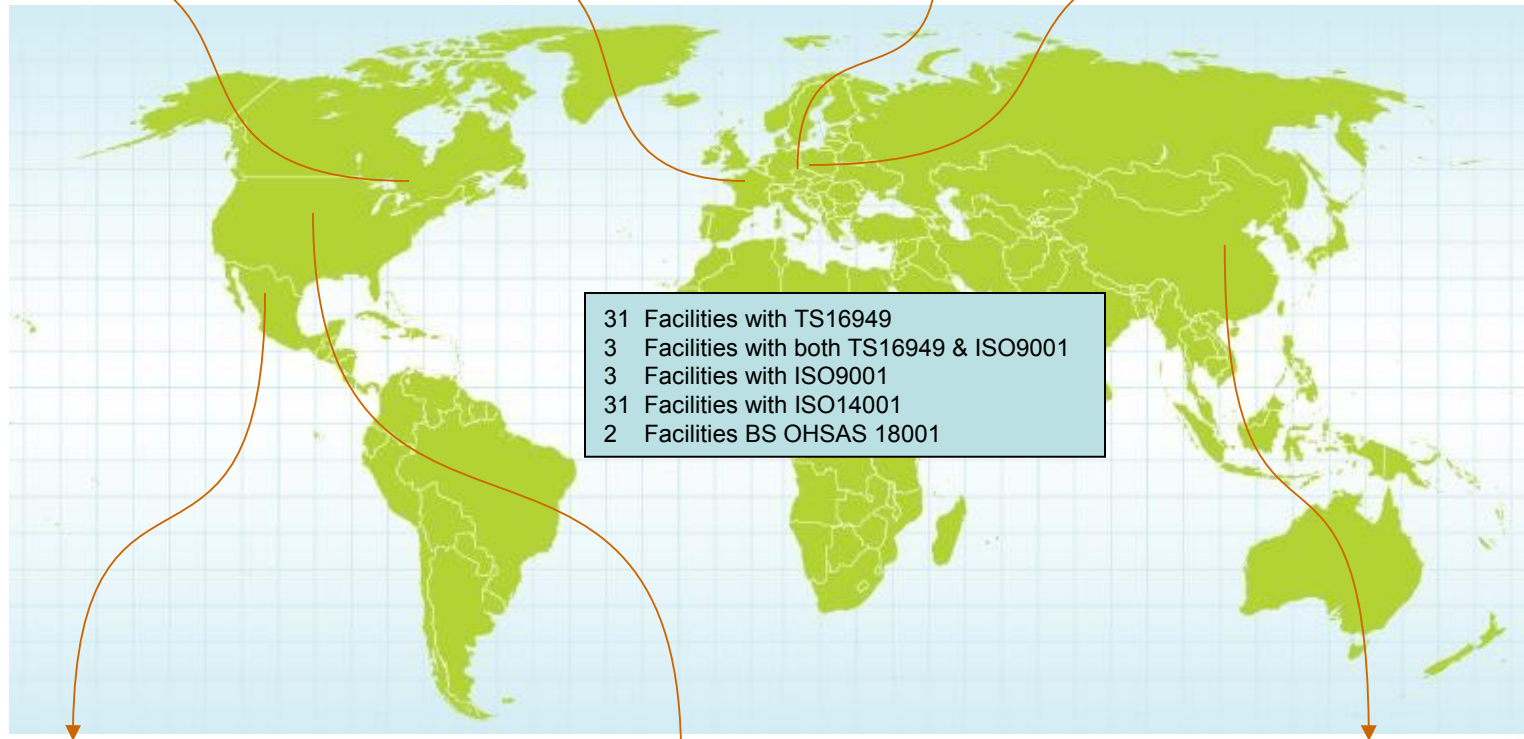 31 Facilities with TS16949
3 Facilities with both TS16949 & ISO9001
3 Facilities with ISO9001
31 Facilities with ISO14001
2 Facilities BS OHSAS 18001